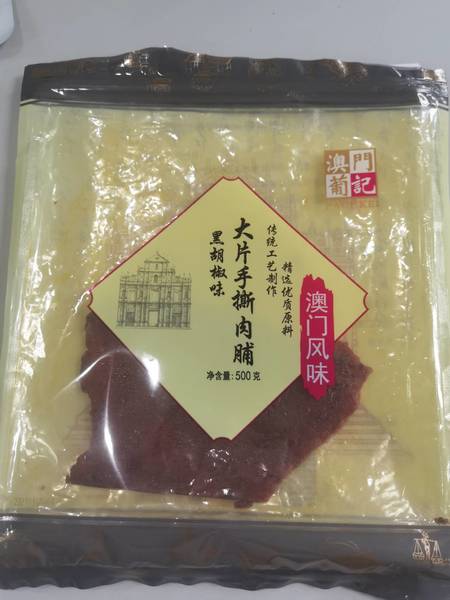 澳門
葡記
精选优质原料
传统工艺制作
大片手撕肉脯
黑胡椒味
净含量:500克
澳门风味